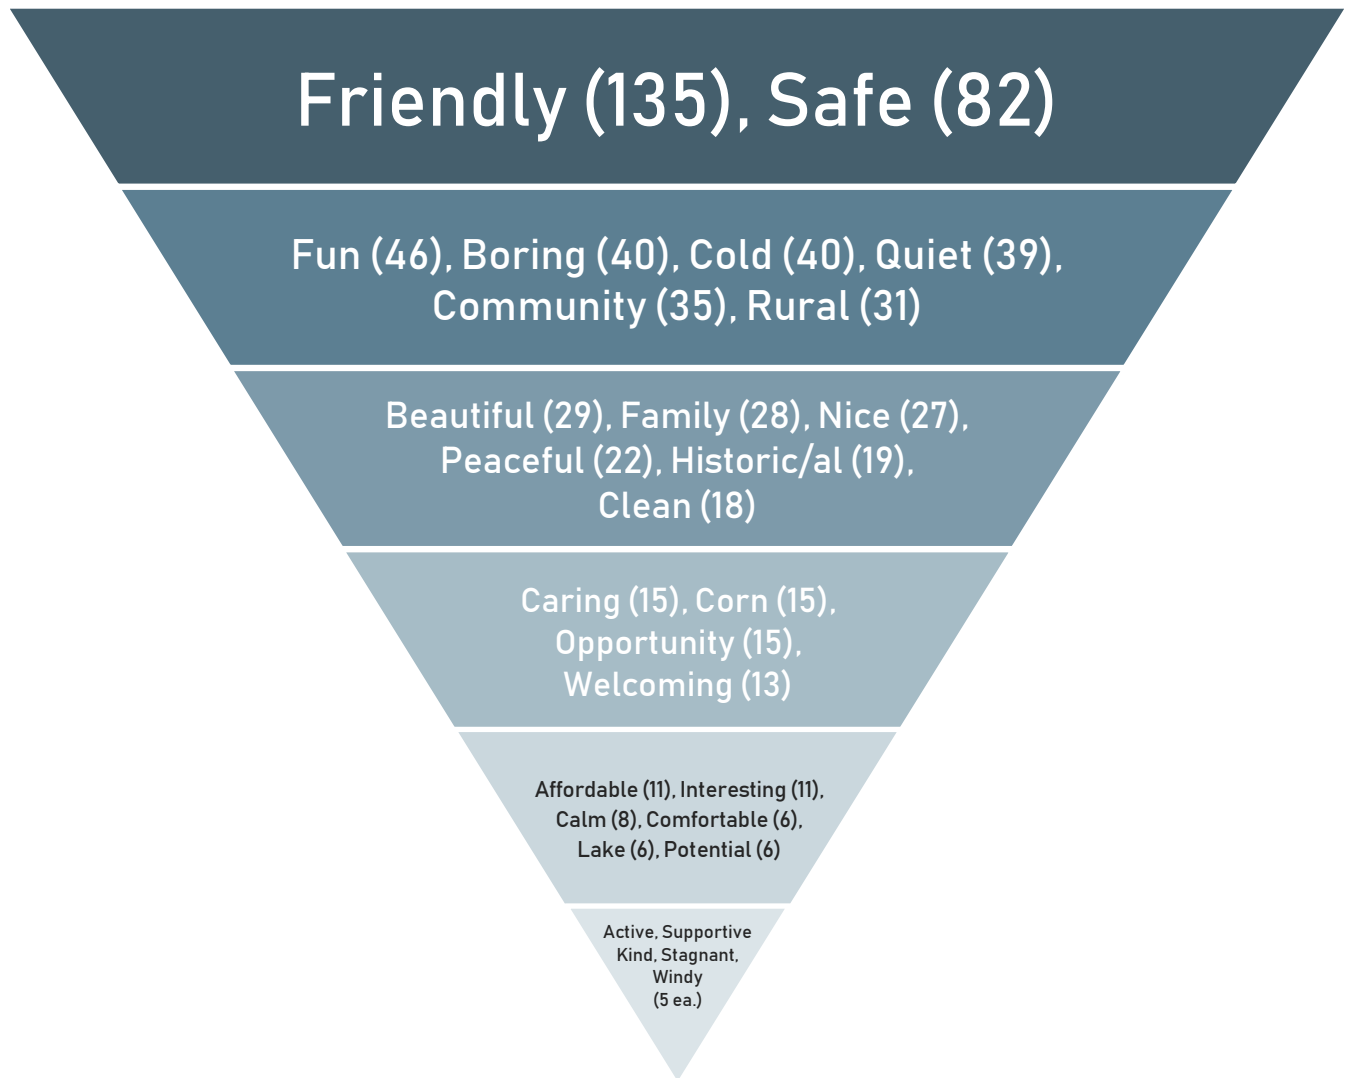 Friendly (135), Safe (82)
Fun (46), Boring (40), Cold (40), Quiet (39),
Community (35), Rural (31)
Beautiful (29), Family (28), Nice (27),
Peaceful (22), Historic/al (19),
Clean (18)
Caring (15), Corn (15),
Opportunity (15),
Welcoming (13)
Affordable (11), Interesting (11),
Calm (8), Comfortable (6),
Lake (6), Potential (6)
Active, Supportive
Kind, Stagnant,
Windy
(5 ea.)